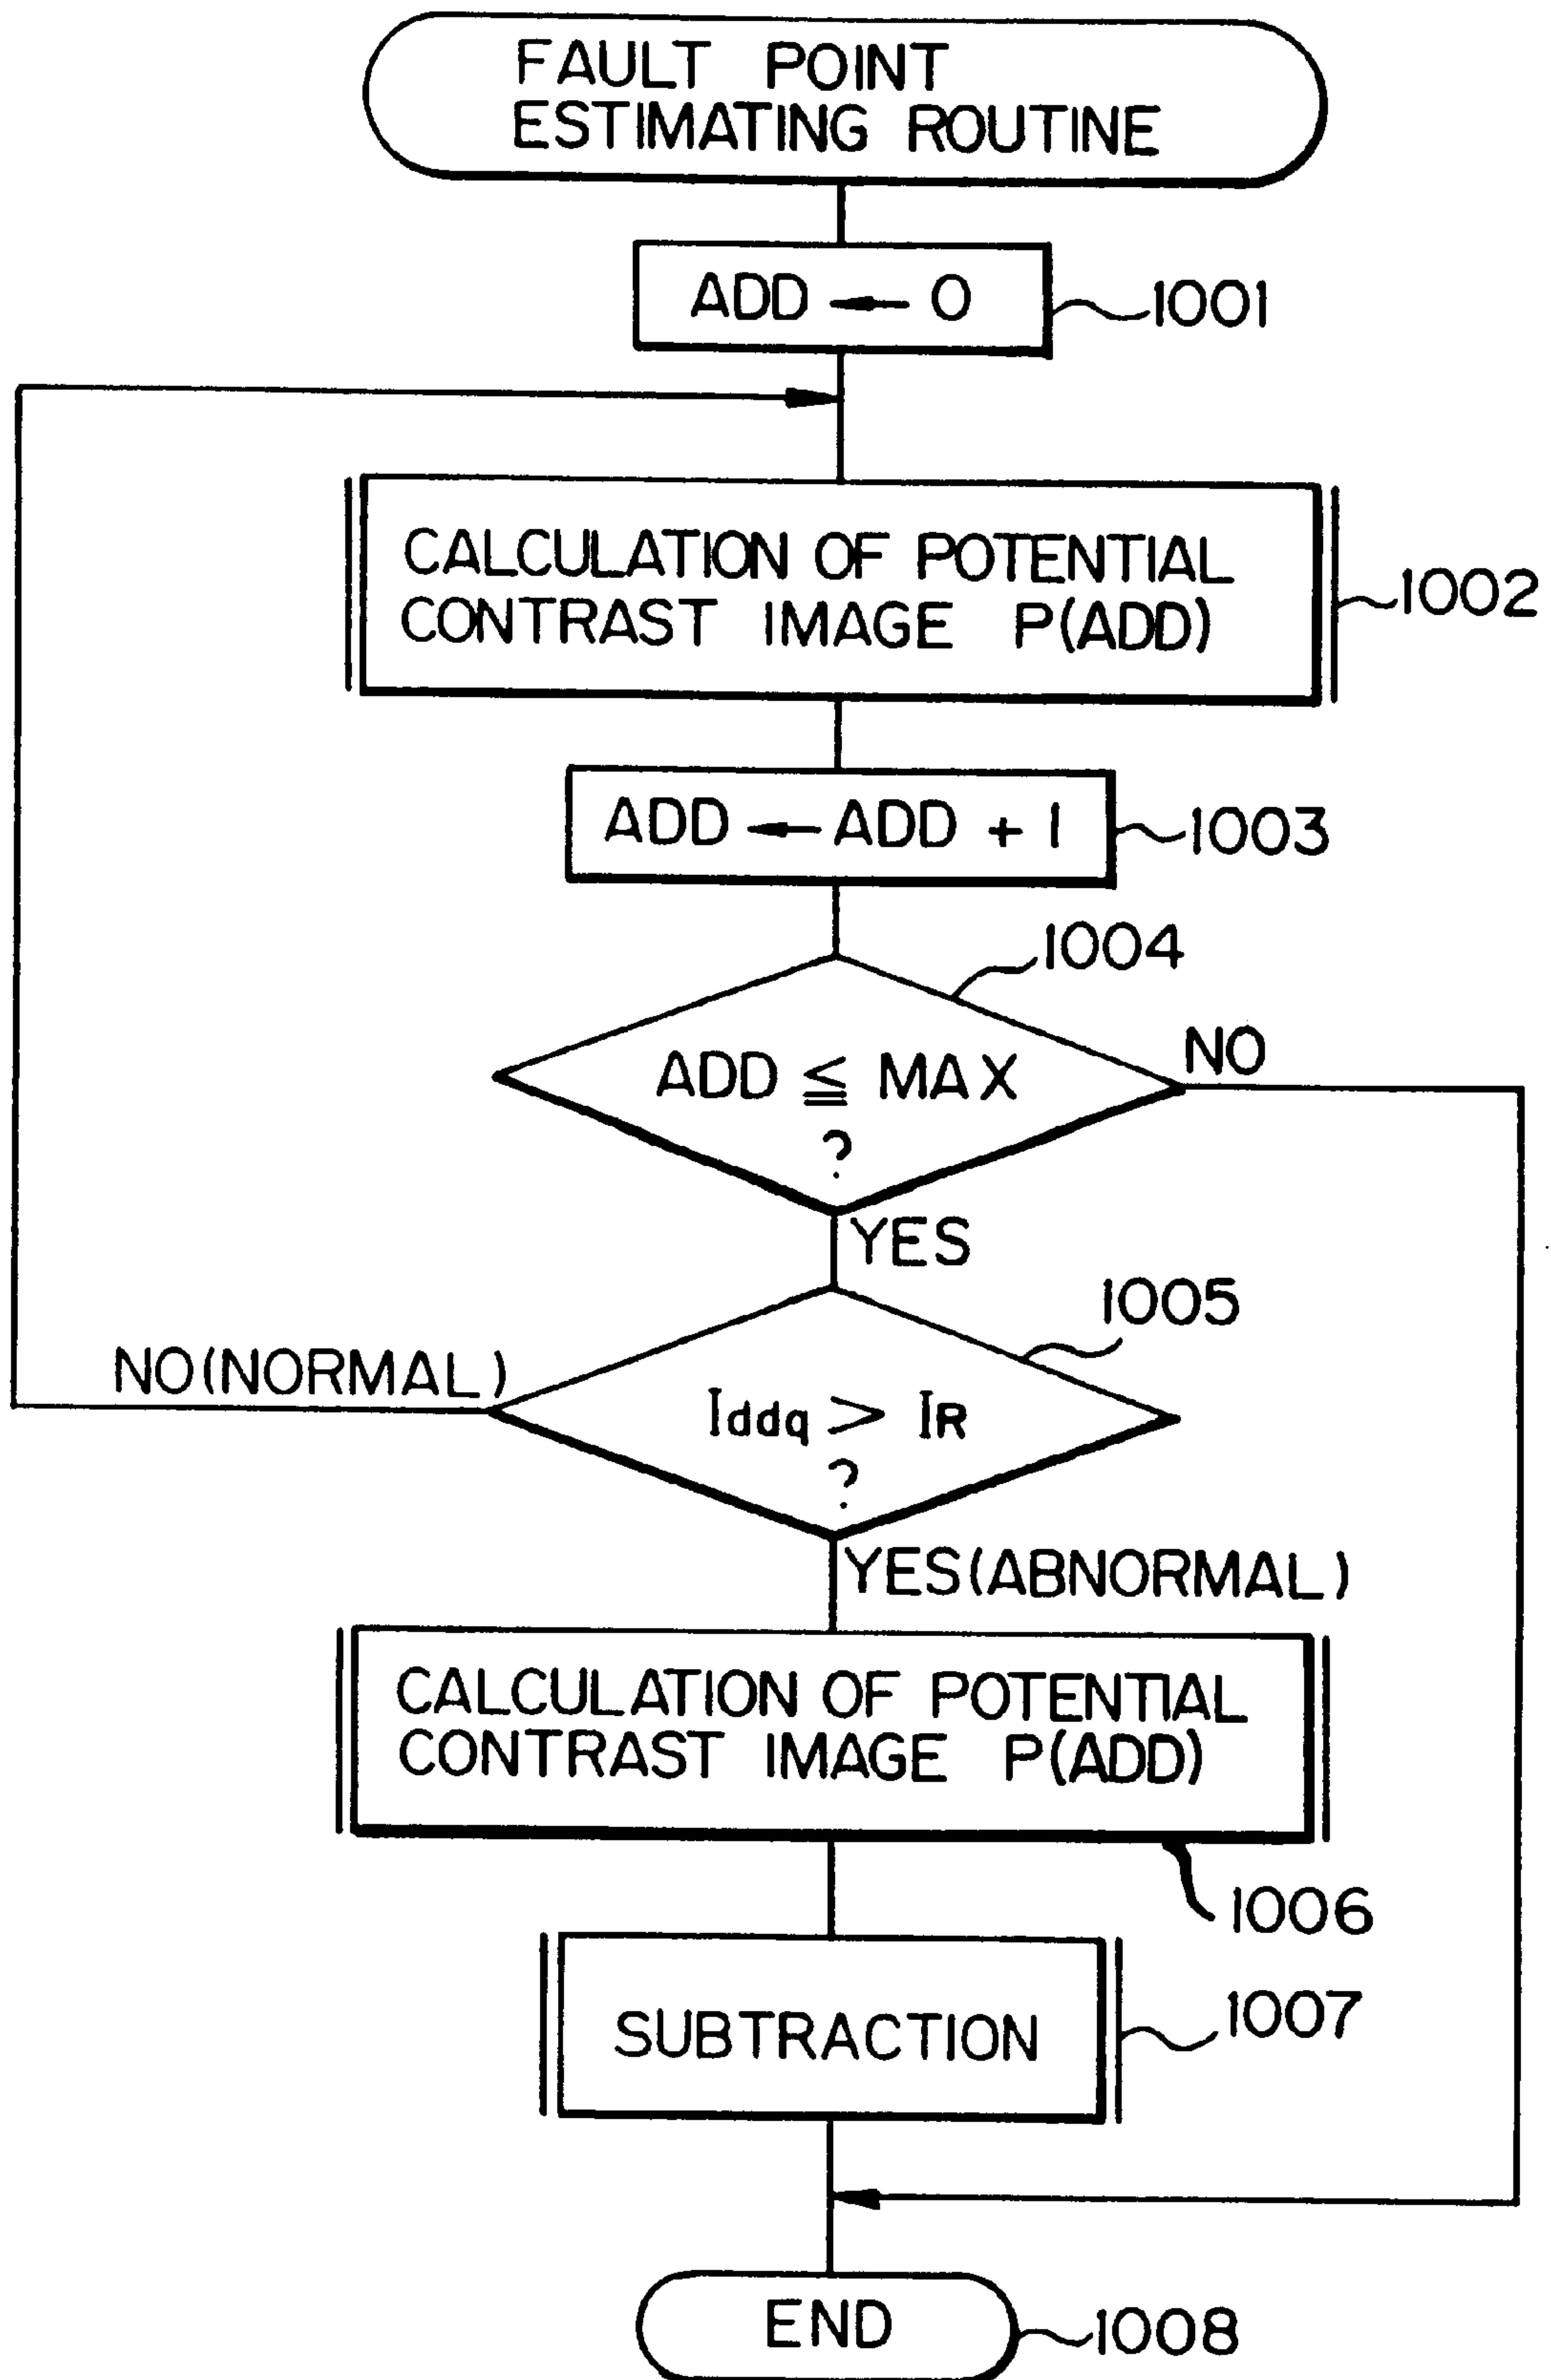 FAULT POINT
ESTIMATING ROUTINE
ADD ← 0
1001
CALCULATION OF POTENTIAL
CONTRAST IMAGE P(ADD)
1002
ADD ← ADD + 1
1003
1004
ADD ≦ MAX
?
NO
YES
1005
NO(NORMAL)
Iddq > IR
?
YES(ABNORMAL)
CALCULATION OF POTENTIAL
CONTRAST IMAGE P(ADD)
1006
SUBTRACTION
1007
END
1008